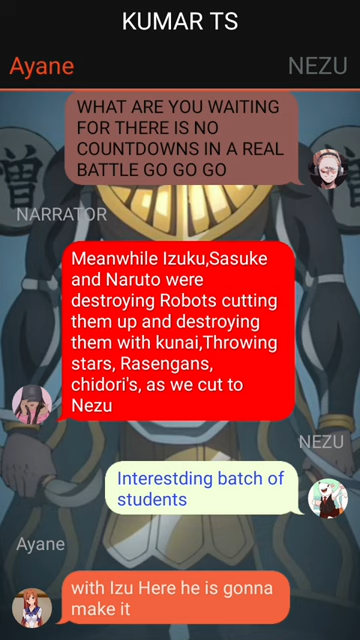 KUMAR TS
Ayane
NEZU
WHAT ARE YOU WAITING
FOR THERE IS NO
COUNTDOWNS IN A REAL
BATTLE GO GO GO
NARRATOR
Meanwhile Izuku,Sasuke
and Naruto were
destroying Robots cutting
them up and destroying
them with kunai,Throwing
stars, Rasengans,
chidori's, as we cut to
Nezu
NEZU
Interestding batch of
students
Ayane
with Izu Here he is gonna
make it